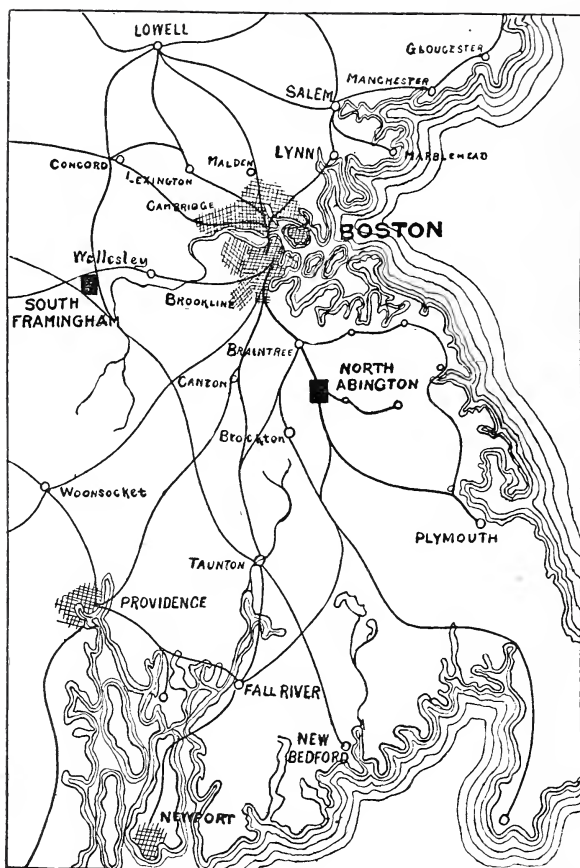 LOWELL
GLOUCESTER
MANCHESTER
SALEM
LYNN
MARBLEHEAD
MALDEN
CONCORD
LEXINGTON
CAMBRIDGE
BOSTON
Wellesley
BROOKLINE
SOUTH
FRAMINGHAM
BRAINTREE
NORTH
ABINGTON
CANTON
BROCKTON
WOONSOCKET
PLYMOUTH
TAUNTON
PROVIDENCE
FALL RIVER
NEW
BEDFORD
NEWPORT